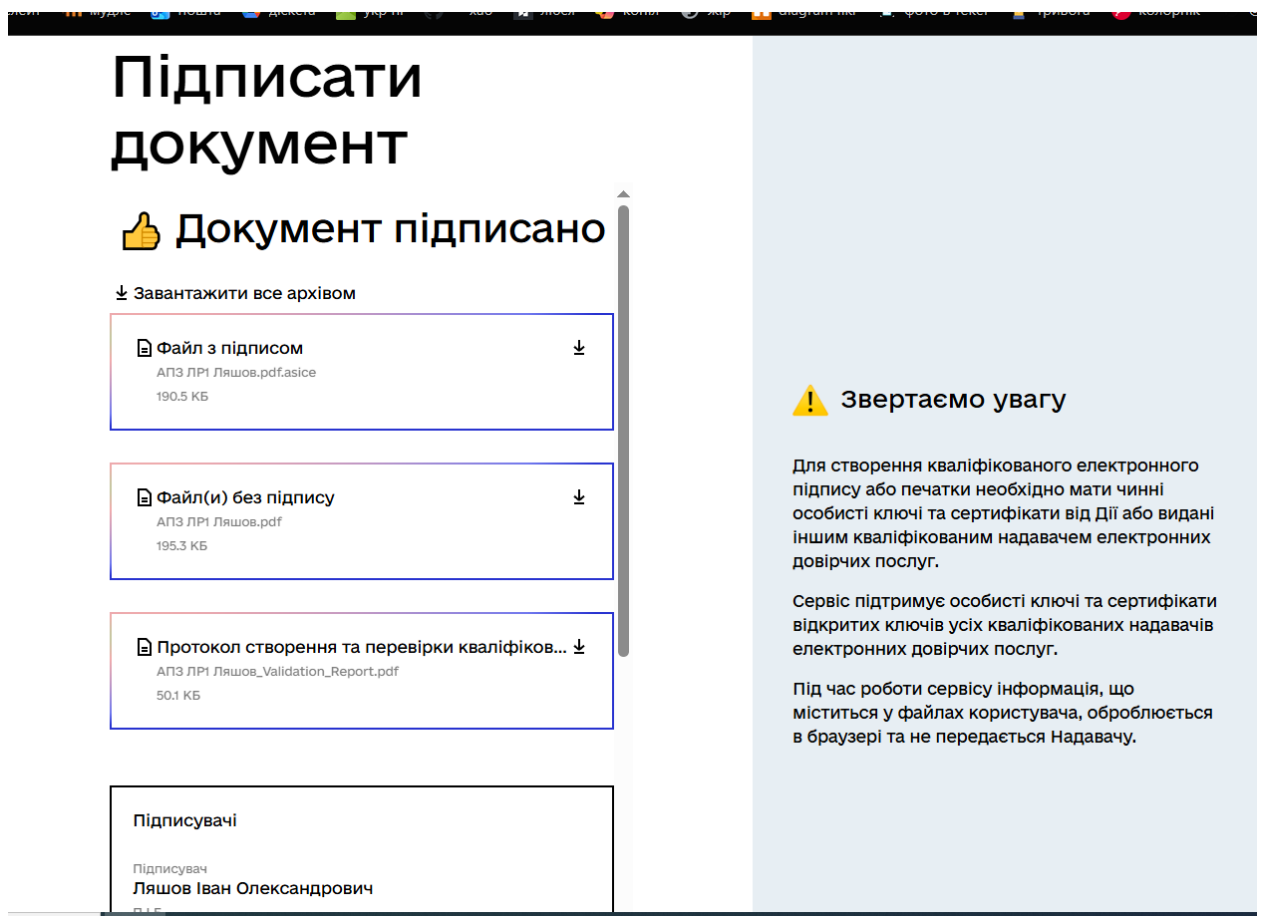 Підписати
документ
👍 Документ підписано
Завантажити все архівом
Файл з підписом
АПЗ ЛР1 Ляшов.pdf.asice
190.5 КБ
Файл(и) без підпису
АПЗ ЛР1 Ляшов.pdf
195.3 КБ
Протокол створення та перевірки кваліфіков...
АПЗ ЛР1 Ляшов_Validation_Report.pdf
50.1 КБ
Підписувачі
Підписувач
Ляшов Іван Олександрович
⚠️ Звертаємо увагу
Для створення кваліфікованого електронного
підпису або печатки необхідно мати чинні
особисті ключі та сертифікати від Дії або видані
іншим кваліфікованим надавачем електронних
довірчих послуг.
Сервіс підтримує особисті ключі та сертифікати
відкритих ключів усіх кваліфікованих надавачів
електронних довірчих послуг.
Під час роботи сервісу інформація, що
міститься у файлах користувача, оброблюється
в браузері та не передається Надавачу.